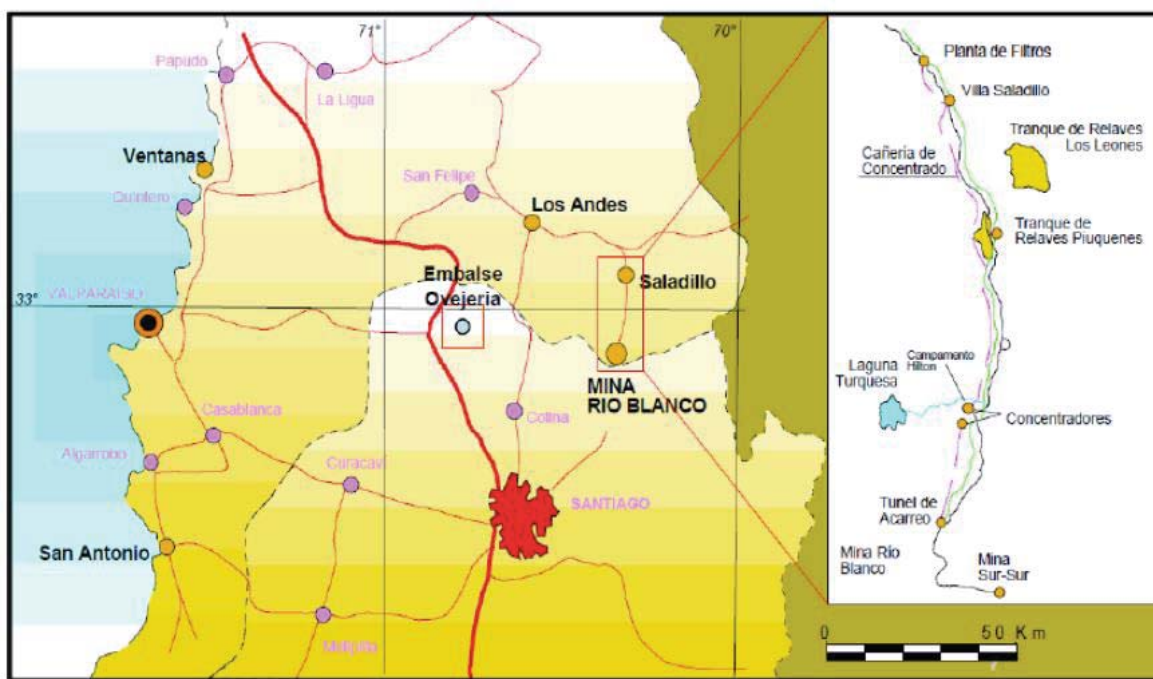 71°
70°
Papudo
La Ligua
Ventanas
Quintero
San Felipe
Los Andes
Embalse
Ovejeria
Saladillo
33°
VALPARAISO
MINA
RIO BLANCO
Casablanca
Colina
Algarrobo
Curacavi
SANTIAGO
San Antonio
Melipilla
Planta de Filtros
Villa Saladillo
Tranque de Relaves
Los Leones
Cañería de
Concentrado
Tranque de
Relaves Piuquenes
Laguna
Turquesa
Campamento
Hilton
Concentradores
Tunel de
Acarreo
Mina Río
Blanco
Mina
Sur-Sur
0 50 Km